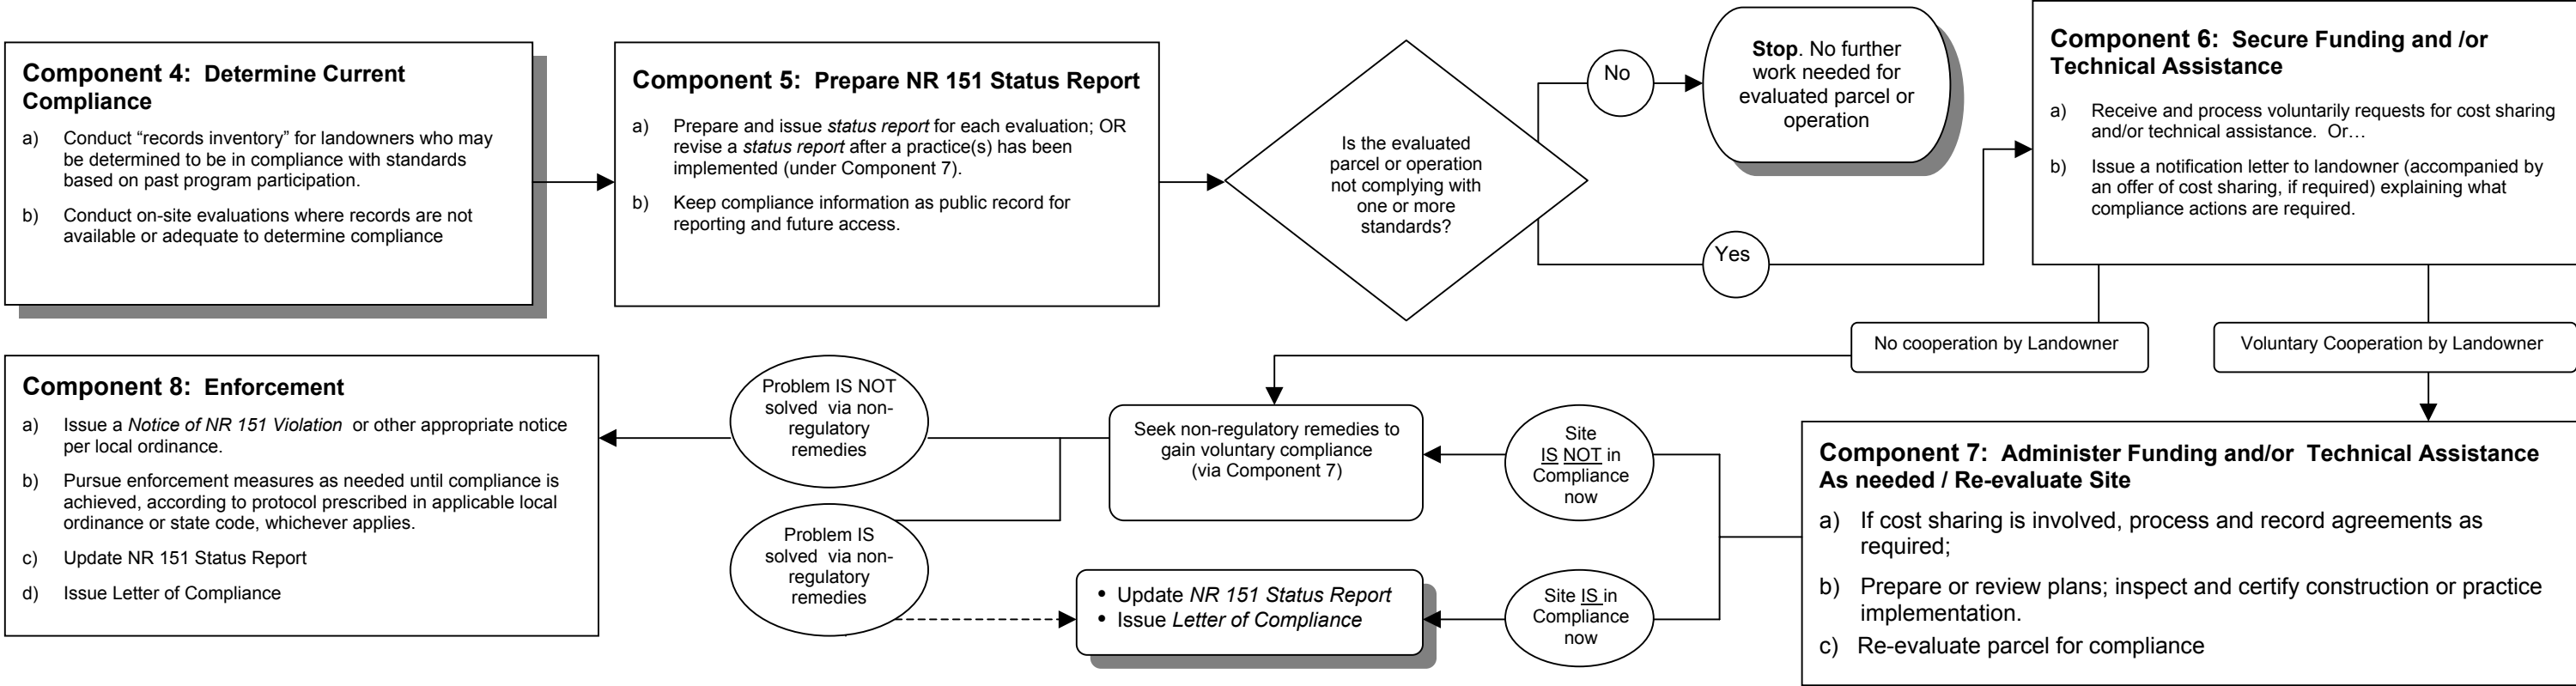 Component 4: Determine Current
Compliance
a) Conduct “records inventory” for landowners who may
be determined to be in compliance with standards
based on past program participation.
b) Conduct on-site evaluations where records are not
available or adequate to determine compliance
Component 5: Prepare NR 151 Status Report
a) Prepare and issue status report for each evaluation; OR
revise a status report after a practice(s) has been
implemented (under Component 7).
b) Keep compliance information as public record for
reporting and future access.
Is the evaluated
parcel or operation
not complying with
one or more
standards?
No
Stop. No further
work needed for
evaluated parcel or
operation
Yes
Component 6: Secure Funding and /or
Technical Assistance
a) Receive and process voluntarily requests for cost sharing
and/or technical assistance. Or…
b) Issue a notification letter to landowner (accompanied by
an offer of cost sharing, if required) explaining what
compliance actions are required.
No cooperation by Landowner
Voluntary Cooperation by Landowner
Component 7: Administer Funding and/or Technical Assistance
As needed / Re-evaluate Site
a) If cost sharing is involved, process and record agreements as
required;
b) Prepare or review plans; inspect and certify construction or practice
implementation.
c) Re-evaluate parcel for compliance
Site
IS NOT in
Compliance
now
Site IS in
Compliance
now
Seek non-regulatory remedies to
gain voluntary compliance
(via Component 7)
• Update NR 151 Status Report
• Issue Letter of Compliance
Problem IS NOT
solved via non-
regulatory
remedies
Problem IS
solved via non-
regulatory
remedies
Component 8: Enforcement
a) Issue a Notice of NR 151 Violation or other appropriate notice
per local ordinance.
b) Pursue enforcement measures as needed until compliance is
achieved, according to protocol prescribed in applicable local
ordinance or state code, whichever applies.
c) Update NR 151 Status Report
d) Issue Letter of Compliance